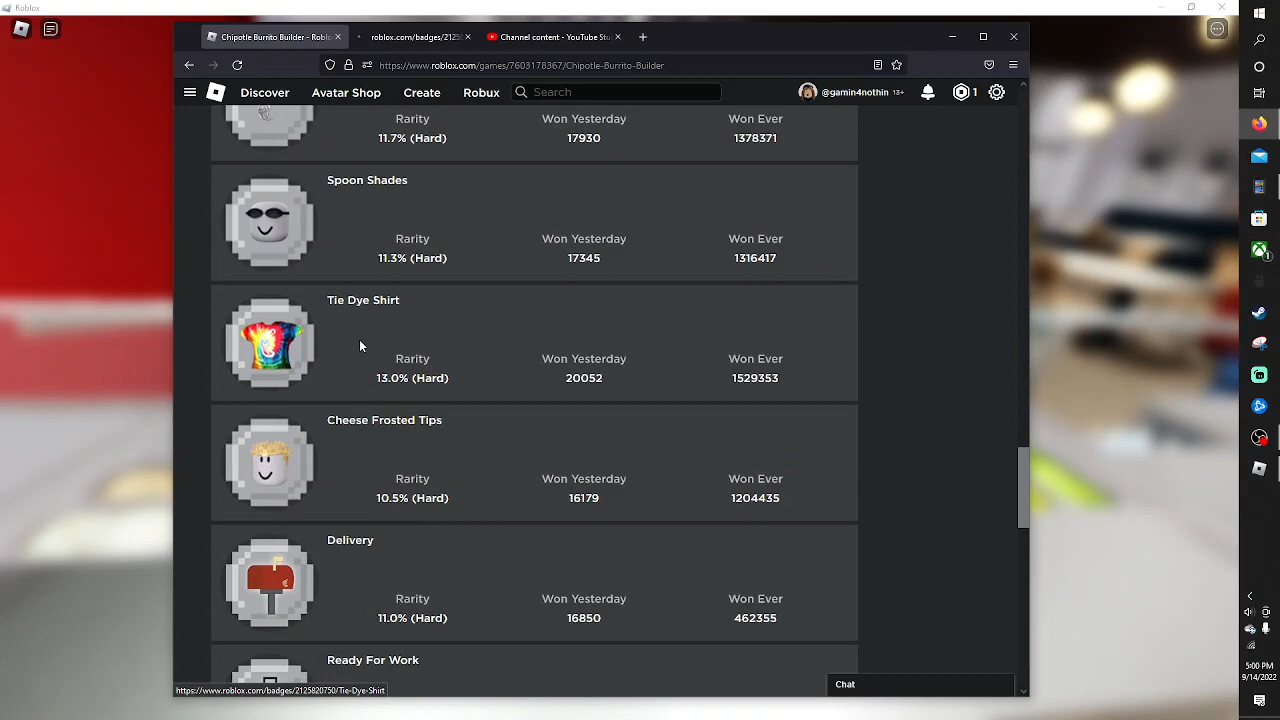 Roblox
Chipotle Burrito Builder - Roblo
roblox.com/badges/21258
Channel content - YouTube Stu
https://www.roblox.com/games/7603178367/Chipotle-Burrito-Builder
Discover Avatar Shop Create Robux Search @gamin4nothin 13+ 1
Rarity Won Yesterday Won Ever
11.7% (Hard) 17930 1378371
Spoon Shades
Rarity Won Yesterday Won Ever
11.3% (Hard) 17345 1316417
Tie Dye Shirt
Rarity Won Yesterday Won Ever
13.0% (Hard) 20052 1529353
Cheese Frosted Tips
Rarity Won Yesterday Won Ever
10.5% (Hard) 16179 1204435
Delivery
Rarity Won Yesterday Won Ever
11.0% (Hard) 16850 462355
Ready For Work
Chat
https://www.roblox.com/badges/2125820750/Tie-Dye-Shirt
5:00 PM
9/14/2022